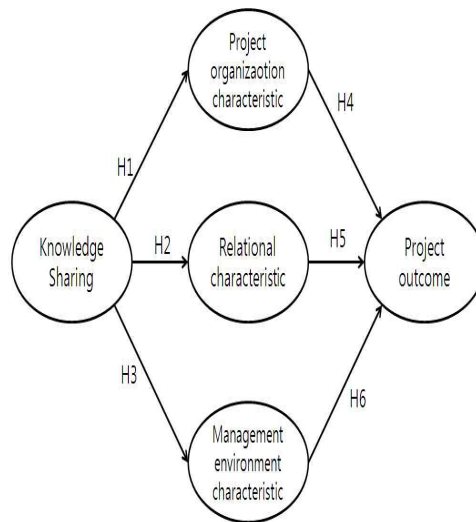 Project
organizaotion
characteristic
H1
H4
Knowledge
Sharing
H2
Relational
characteristic
H5
Project
outcome
H3
H6
Management
environment
characteristic